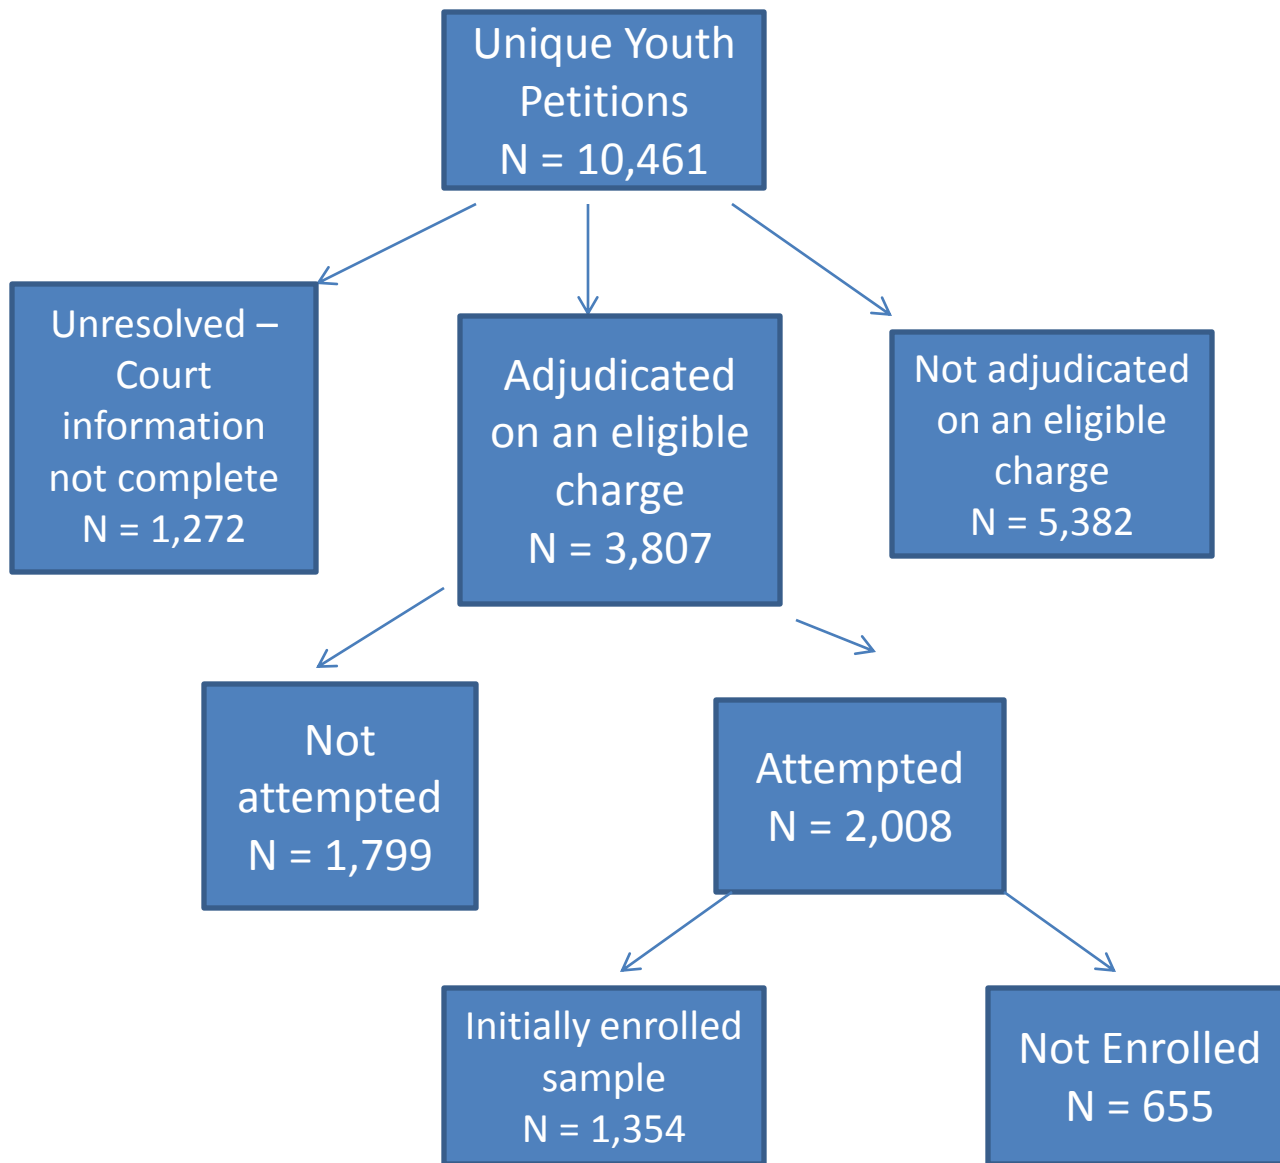 Unique Youth
Petitions
N = 10,461
Unresolved –
Court
information
not complete
N = 1,272
Adjudicated
on an eligible
charge
N = 3,807
Not adjudicated
on an eligible
charge
N = 5,382
Not
attempted
N = 1,799
Attempted
N = 2,008
Initially enrolled
sample
N = 1,354
Not Enrolled
N = 655